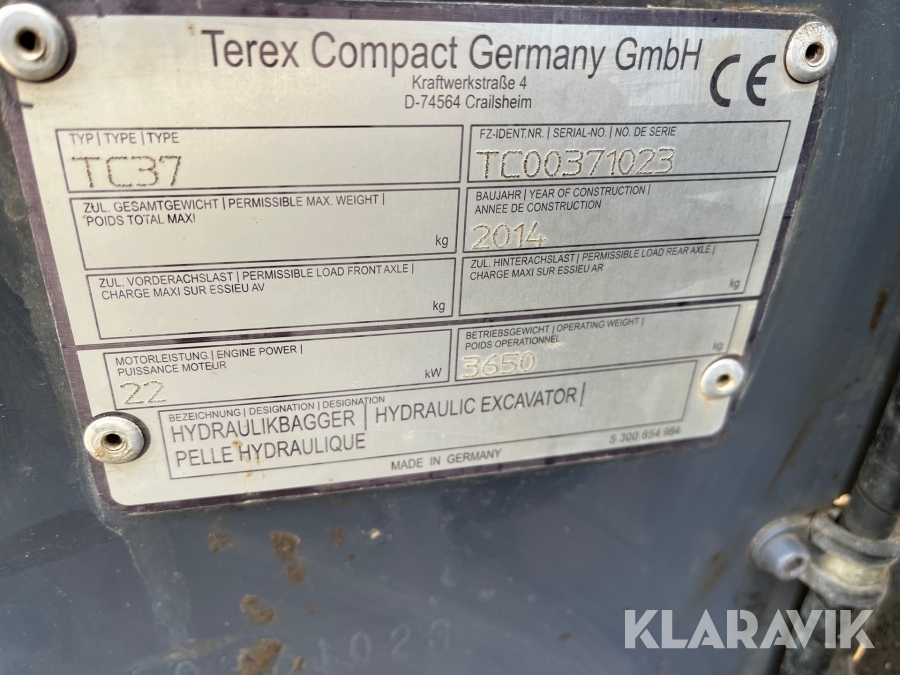 Terex Compact Germany GmbH
Kraftwerkstraße 4
D-74564 Crailsheim
CE
TYP | TYPE | TYPE
TC37
FZ-IDENT.NR. | SERIAL-NO. | NO. DE SERIE
TC00371023
ZUL. GESAMTGEWICHT | PERMISSIBLE MAX. WEIGHT |
POIDS TOTAL MAXI
kg
BAUJAHR | YEAR OF CONSTRUCTION |
ANNEE DE CONSTRUCTION
2014
ZUL. VORDERACHSLAST | PERMISSIBLE LOAD FRONT AXLE |
CHARGE MAXI SUR ESSIEU AV
kg
ZUL. HINTERACHSLAST | PERMISSIBLE LOAD REAR AXLE |
CHARGE MAXI SUR ESSIEU AR
kg
MOTORLEISTUNG | ENGINE POWER |
PUISSANCE MOTEUR
22
kW
BETRIEBSGEWICHT | OPERATING WEIGHT |
POIDS OPERATIONNEL
3650
kg
BEZEICHNUNG | DESIGNATION | DESIGNATION
HYDRAULIKBAGGER | HYDRAULIC EXCAVATOR |
PELLE HYDRAULIQUE
5 300 654 984
MADE IN GERMANY
KLARAVIK